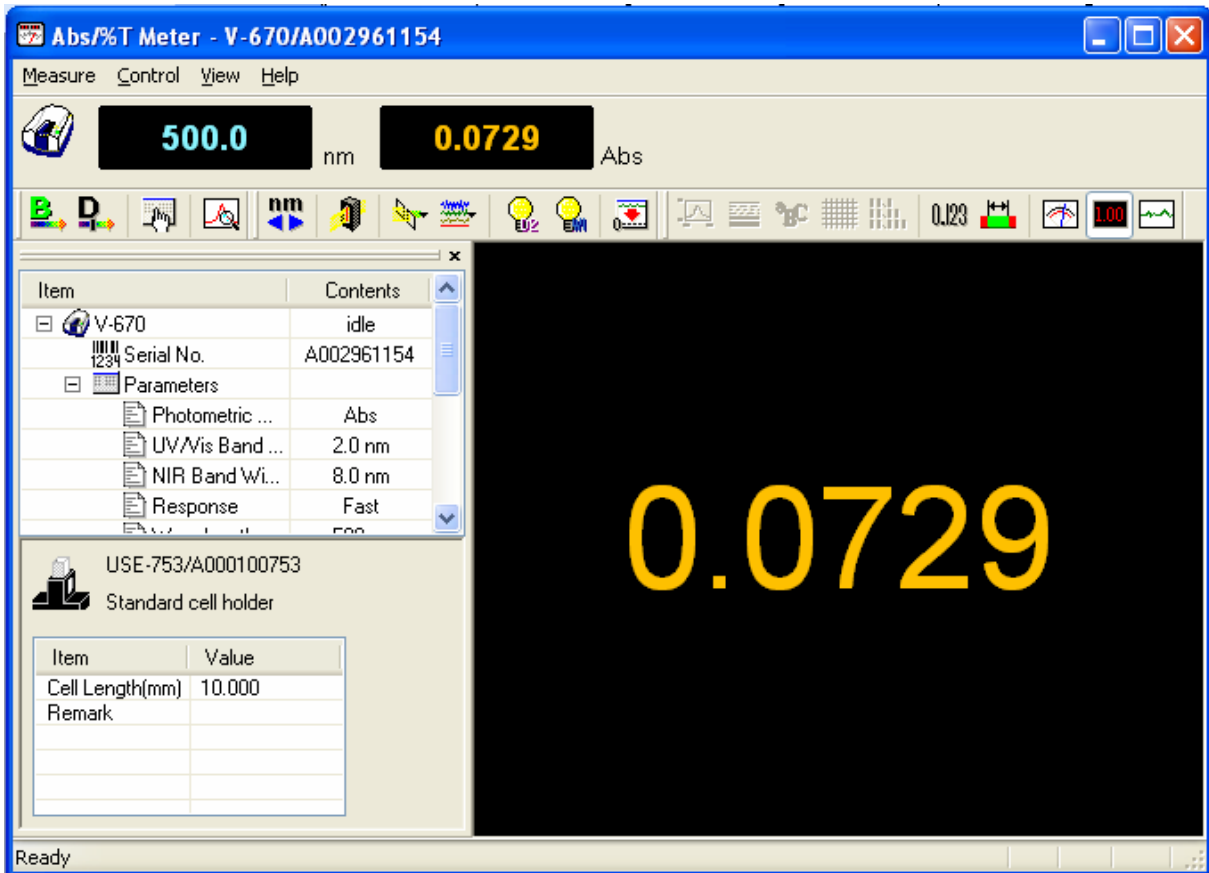 Abs/%T Meter - V-670/A002961154
Measure Control View Help
500.0 nm 0.0729 Abs
B D nm 0.123 1.00
Item Contents
V-670 idle
1234 Serial No. A002961154
Parameters
Photometric ... Abs
UV/Vis Band ... 2.0 nm
NIR Band Wi... 8.0 nm
Response Fast
0.0729
USE-753/A000100753
Standard cell holder
Item Value
Cell Length(mm) 10.000
Remark
Ready